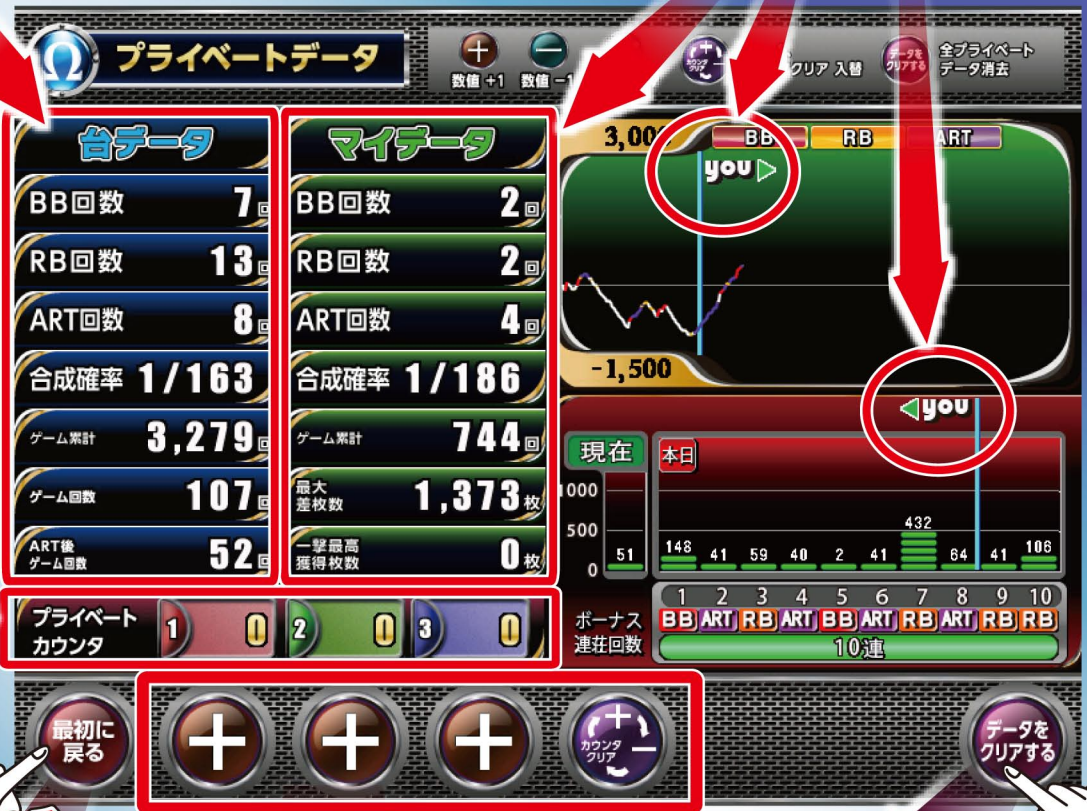 Ω プライベートデータ
数値 +1 数値 −1
カウンタ クリア
クリア 入替
データを クリアする
全プライベート
データ消去
台データ
BB回数 7回
RB回数 13回
ART回数 8回
合成確率 1/163
ゲーム累計 3,279回
ゲーム回数 107回
ART後
ゲーム回数 52回
マイデータ
BB回数 2回
RB回数 2回
ART回数 4回
合成確率 1/186
ゲーム累計 744回
最大
差枚数 1,373枚
一撃最高
獲得枚数 0枚
3,000 BB RB ART
you
-1,500
you
現在 本日
1000
500
0
51 148 41 59 40 2 41 432 64 41 106
1 2 3 4 5 6 7 8 9 10
ボーナス BB ART RB ART BB ART RB ART RB RB
連荘回数 10連
プライベート
カウンタ 1 0 2 0 3 0
最初に
戻る
+ + +
+ −
カウンタ
クリア
データを
クリアする